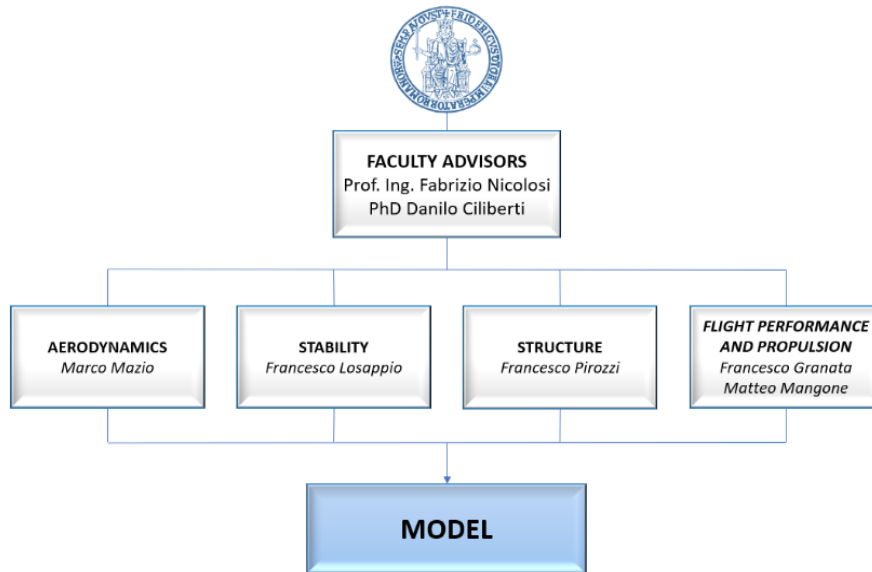 FACULTY ADVISORS
Prof. Ing. Fabrizio Nicolosi
PhD Danilo Ciliberti
AERODYNAMICS
Marco Mazio
STABILITY
Francesco Losappio
STRUCTURE
Francesco Pirozzi
FLIGHT PERFORMANCE
AND PROPULSION
Francesco Granata
Matteo Mangone
MODEL